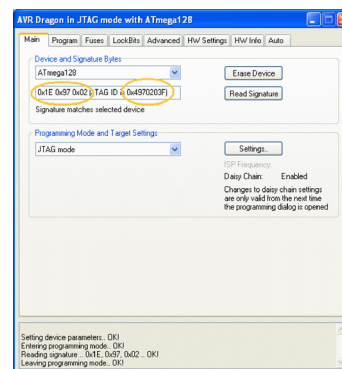 AVR Dragon in JTAG mode with ATmega128
Main Program Fuses LockBits Advanced HW Settings HW Info Auto
Device and Signature Bytes
ATmega128
Erase Device
0x1E 0x97 0x02 (JTAG ID is 0x4970203F)
Read Signature
Signature matches selected device
Programming Mode and Target Settings
JTAG mode
Settings..
ISP Frequency:
Daisy Chain: Enabled
Changes to daisy chain settings
are only valid from the next time
the programming dialog is opened
Setting device parameters.. OK!
Entering programming mode.. OK!
Reading signature .. 0x1E, 0x97, 0x02 .. OK!
Leaving programming mode.. OK!